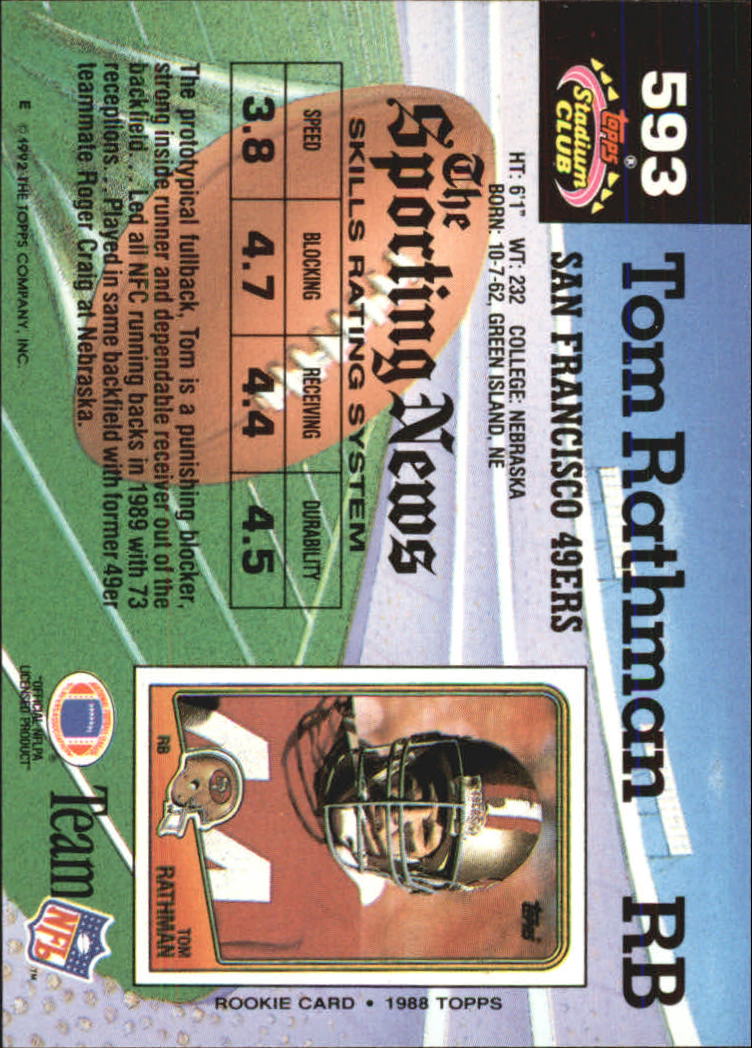 593
Topps®
Stadium
CLUB
Tom Rathman RB
SAN FRANCISCO 49ERS
HT: 6'1" WT: 232 COLLEGE: NEBRASKA
BORN: 10-7-62, GREEN ISLAND, NE
The
Sporting News
SKILLS RATING SYSTEM
SPEED BLOCKING RECEIVING DURABILITY
3.8 4.7 4.4 4.5
The prototypical fullback, Tom is a punishing blocker,
strong inside runner and dependable receiver out of the
backfield . . . Led all NFC running backs in 1989 with 73
receptions . . . Played in same backfield with former 49er
teammate Roger Craig at Nebraska.
E © 1992 THE TOPPS COMPANY, INC.
topps
RB
TOM
RATHMAN
ROOKIE CARD • 1988 TOPPS
®
"OFFICIAL NFLPA
LICENSED PRODUCT"
Team
NFL
™